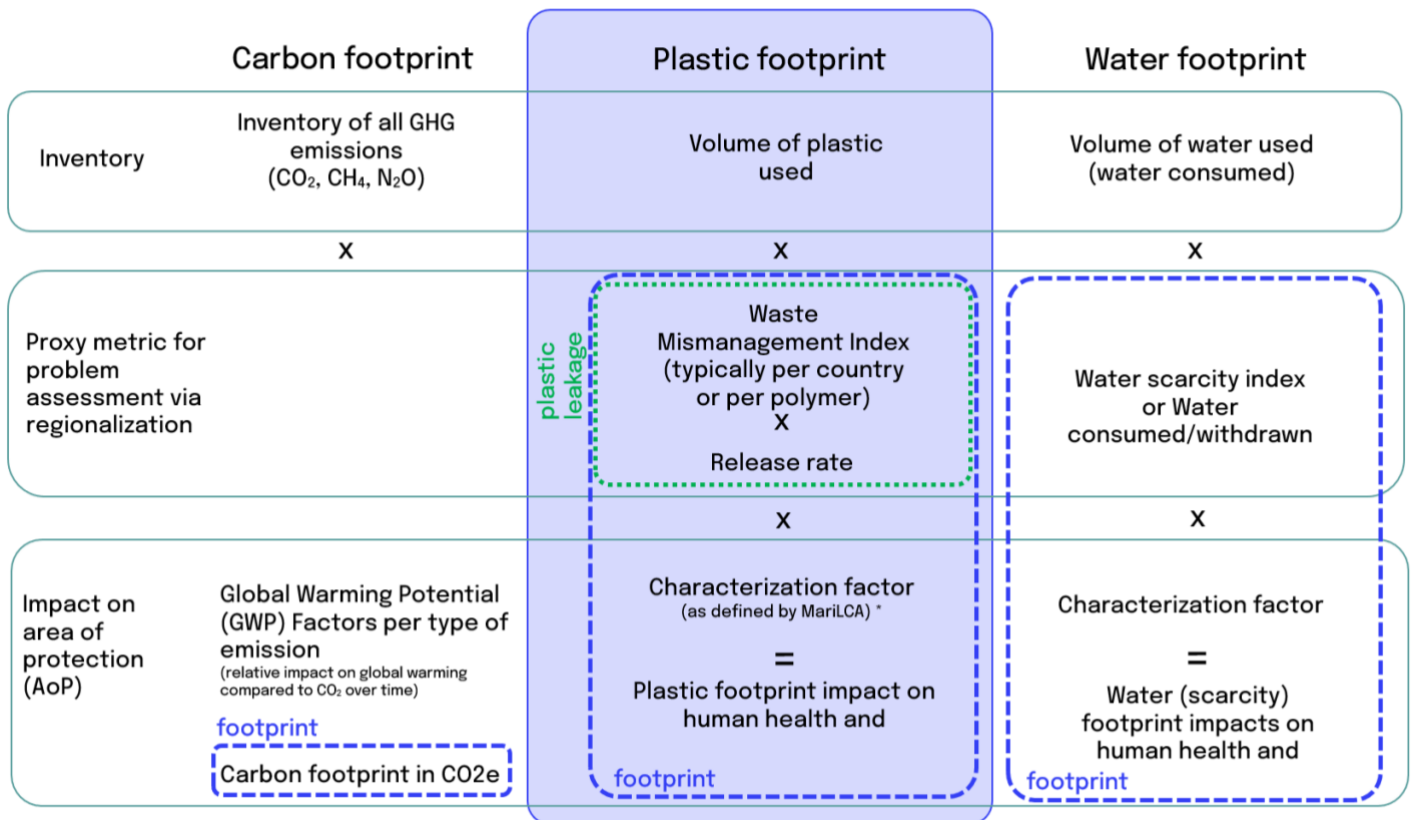 Carbon footprint
Plastic footprint
Water footprint
Inventory
Inventory of all GHG
emissions
(CO₂, CH₄, N₂O)
Volume of plastic
used
Volume of water used
(water consumed)
x
x
x
Proxy metric for
problem
assessment via
regionalization
plastic
leakage
Waste
Mismanagement Index
(typically per country
or per polymer)
x
Release rate
Water scarcity index
or Water
consumed/withdrawn
x
x
Impact on
area of
protection
(AoP)
Global Warming Potential
(GWP) Factors per type of
emission
(relative impact on global warming
compared to CO₂ over time)
footprint
Carbon footprint in CO2e
Characterization factor
(as defined by MariLCA) *
=
Plastic footprint impact on
human health and
footprint
Characterization factor
=
Water (scarcity)
footprint impacts on
human health and
footprint